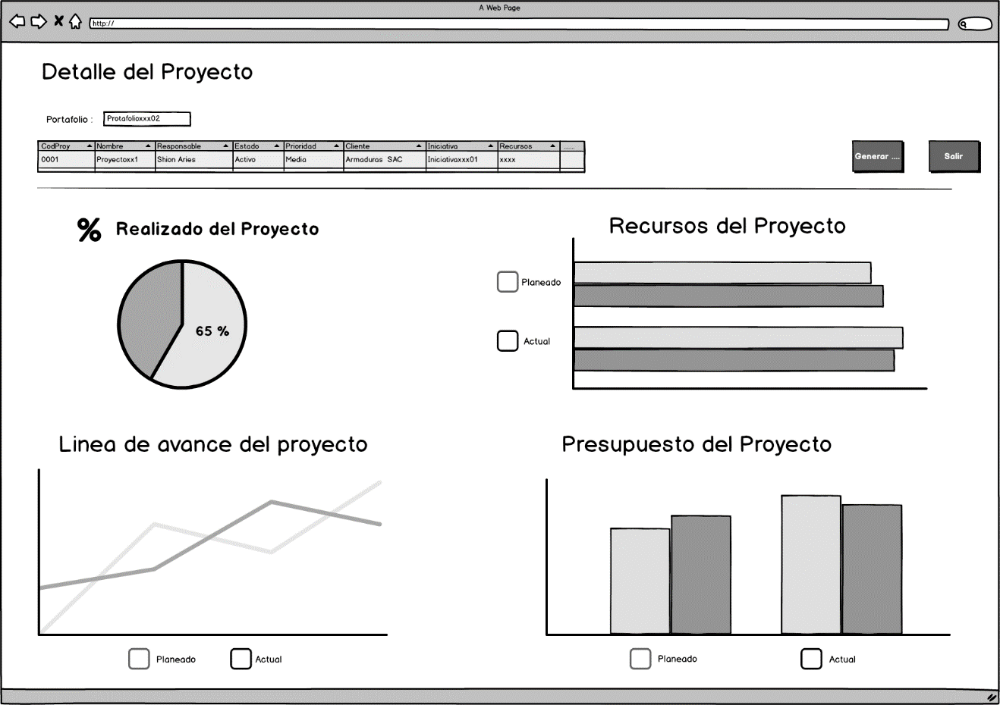 A Web Page
http://
Detalle del Proyecto
Portafolio : Protafolioxxx02
CodProy Nombre Responsable Estado Prioridad Cliente Iniciativa Recursos ......
0001 Proyectoxx1 Shion Aries Activo Media Armaduras SAC Iniciativaxxx01 xxxx
Generar .... Salir
% Realizado del Proyecto
65 %
Recursos del Proyecto
Planeado
Actual
Linea de avance del proyecto
Planeado Actual
Presupuesto del Proyecto
Planeado Actual